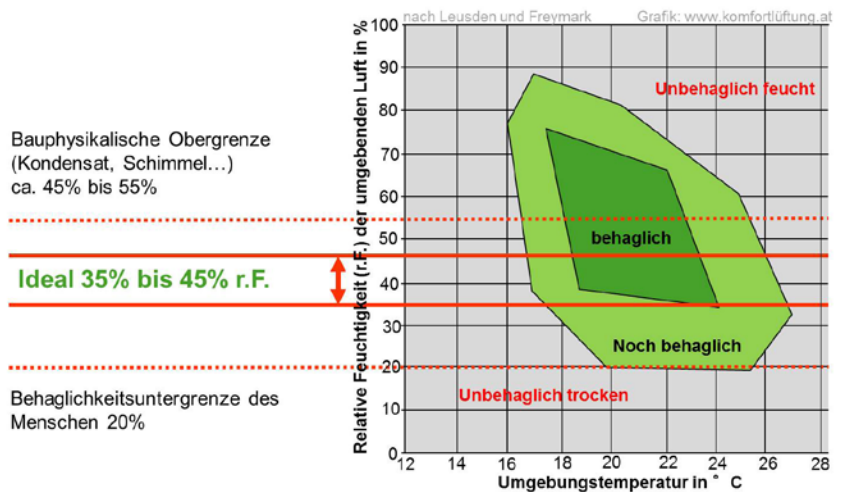 nach Leusden und Freymark
Grafik: www.komfortlüftung.at
Relative Feuchtigkeit (r.F.) der umgebenden Luft in %
100
90
80
70
60
50
40
30
20
10
0
Unbehaglich feucht
Bauphysikalische Obergrenze
(Kondensat, Schimmel…)
ca. 45% bis 55%
behaglich
Ideal 35% bis 45% r.F.
Noch behaglich
Unbehaglich trocken
Behaglichkeitsuntergrenze des
Menschen 20%
12 14 16 18 20 22 24 26 28
Umgebungstemperatur in ° C